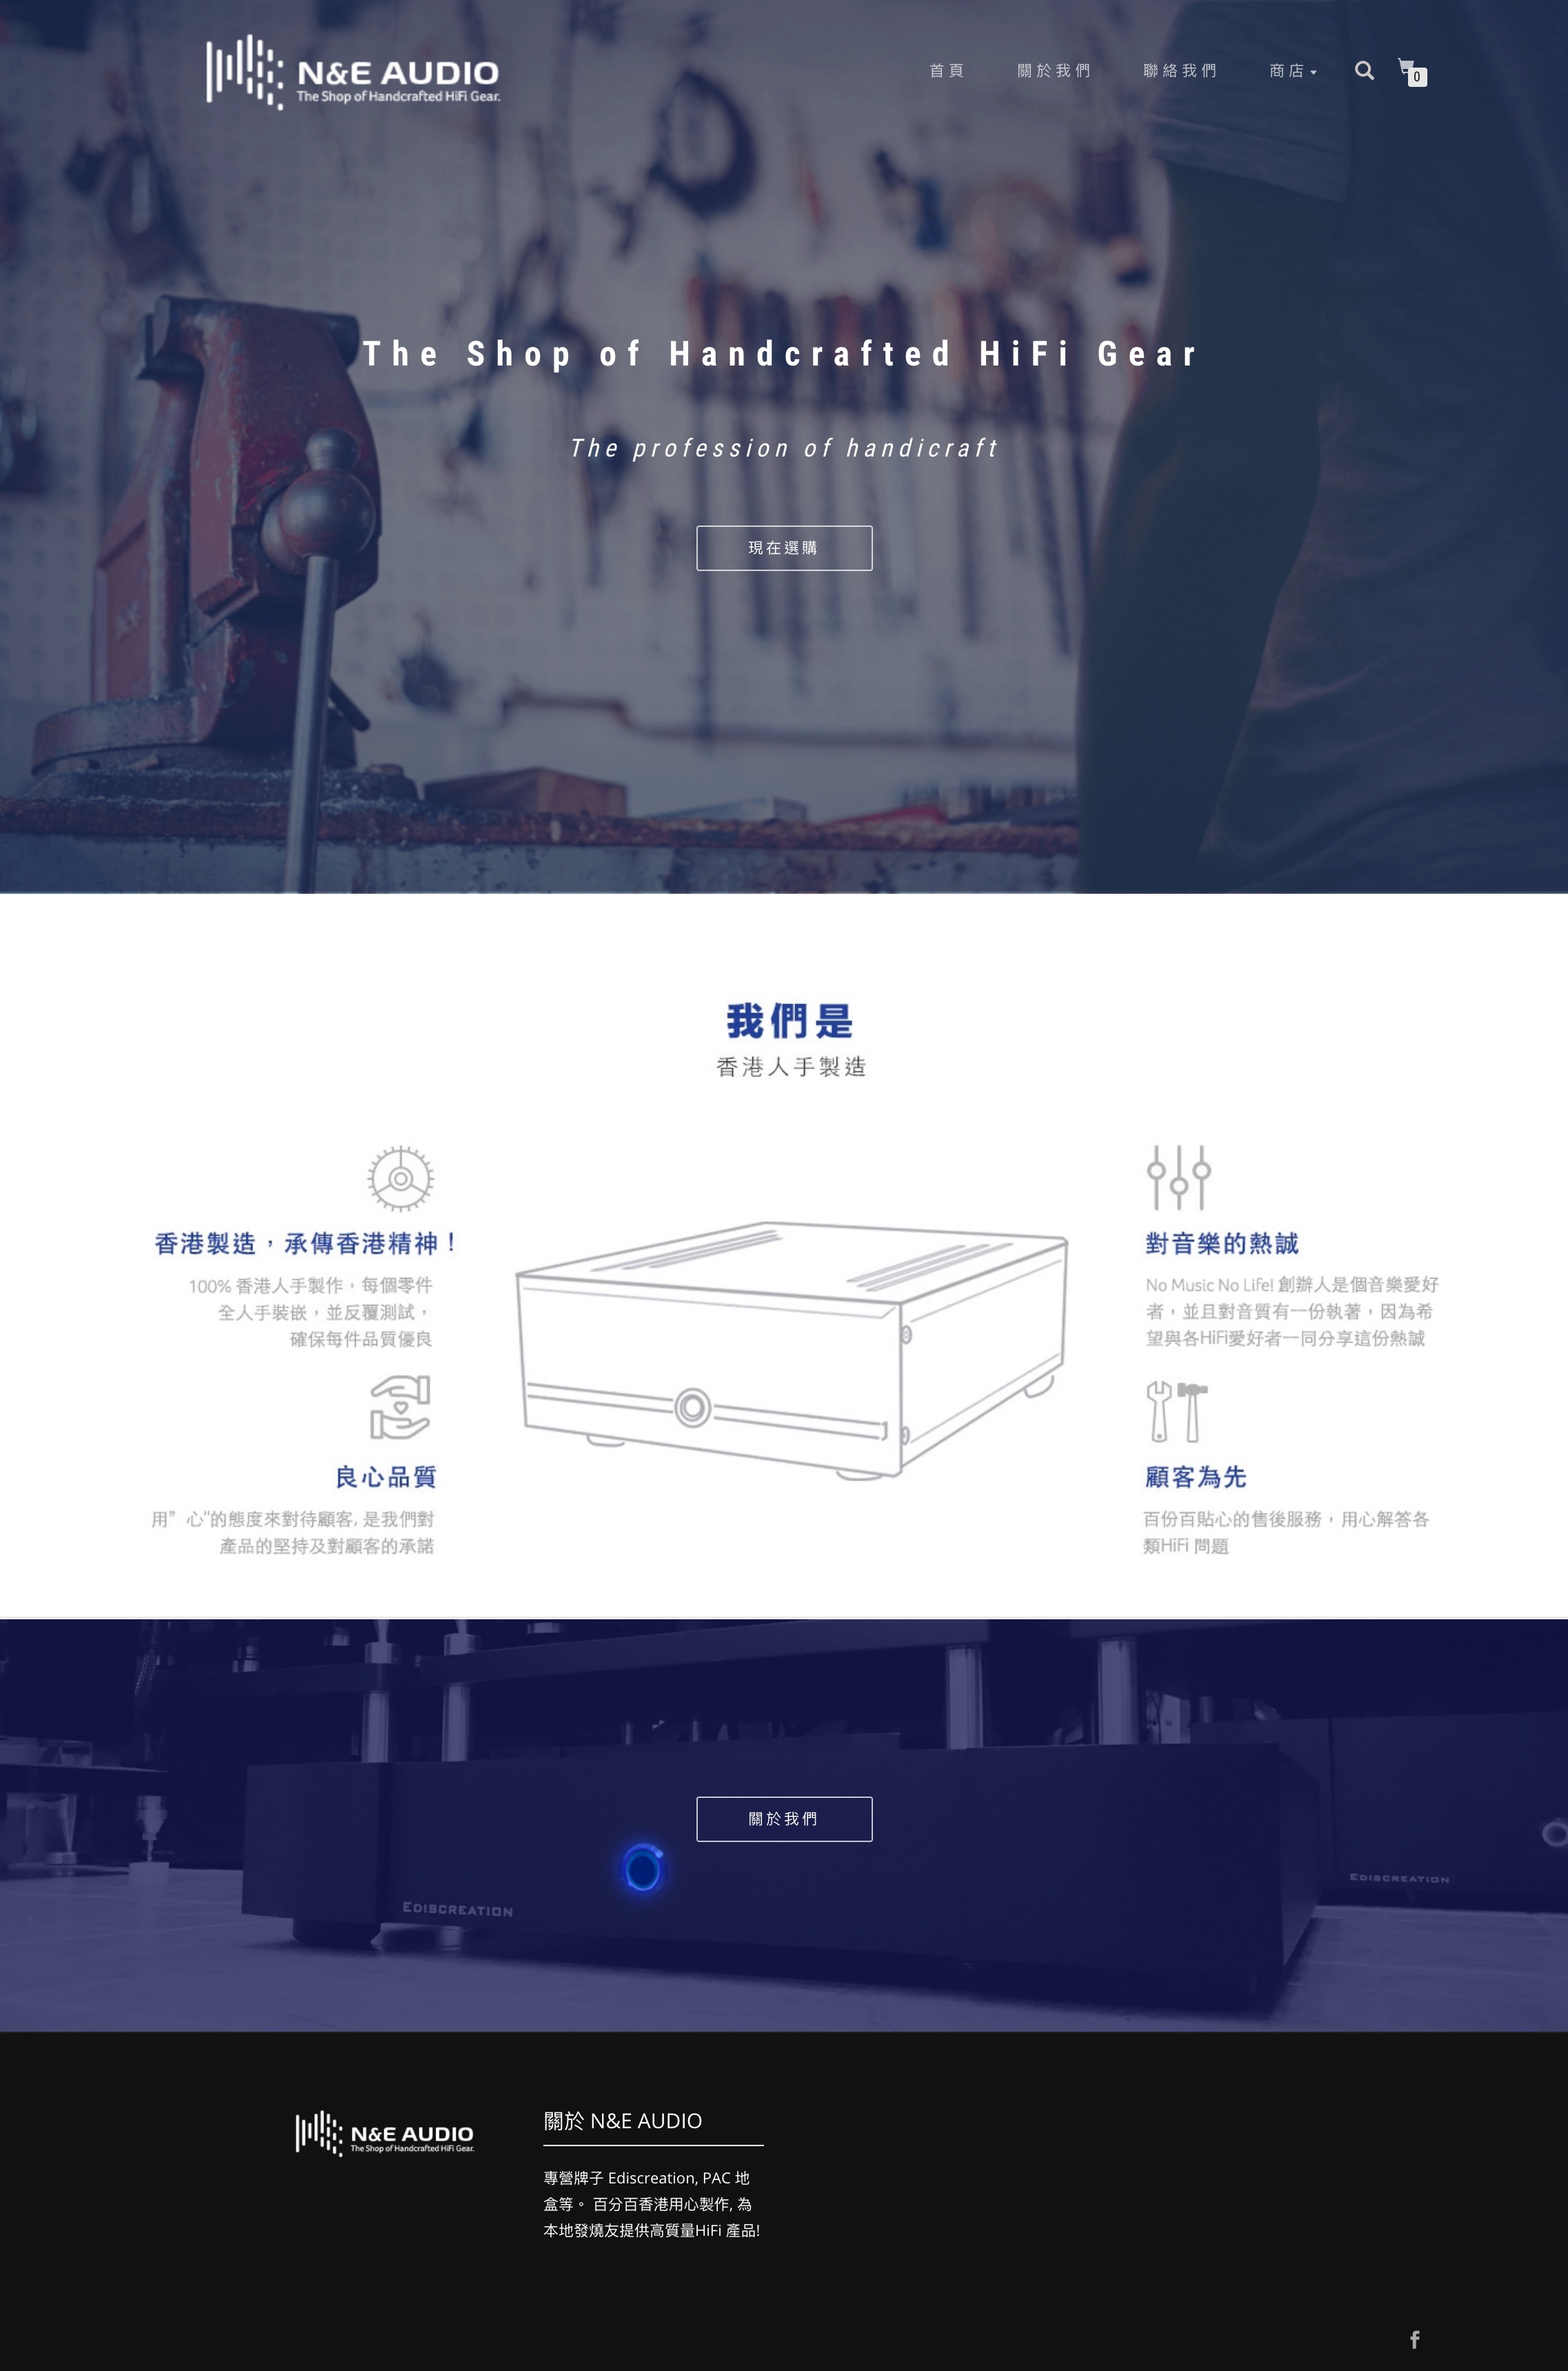 N&E AUDIO
The Shop of Handcrafted HiFi Gear.
首頁 關於我們 聯絡我們 商店 0
The Shop of Handcrafted HiFi Gear
The profession of handicraft
現在選購
我們是
香港人手製造
香港製造，承傳香港精神！
100% 香港人手製作，每個零件
全人手裝嵌，並反覆測試，
確保每件品質優良
良心品質
用”心"的態度來對待顧客, 是我們對
產品的堅持及對顧客的承諾
對音樂的熱誠
No Music No Life! 創辦人是個音樂愛好
者，並且對音質有一份執著，因為希
望與各HiFi愛好者一同分享這份熱誠
顧客為先
百份百貼心的售後服務，用心解答各
類HiFi 問題
關於我們
EDISCREATION
EDISCREATION
N&E AUDIO
The Shop of Handcrafted HiFi Gear.
關於 N&E AUDIO
專營牌子 Ediscreation, PAC 地
盒等。 百分百香港用心製作, 為
本地發燒友提供高質量HiFi 產品!